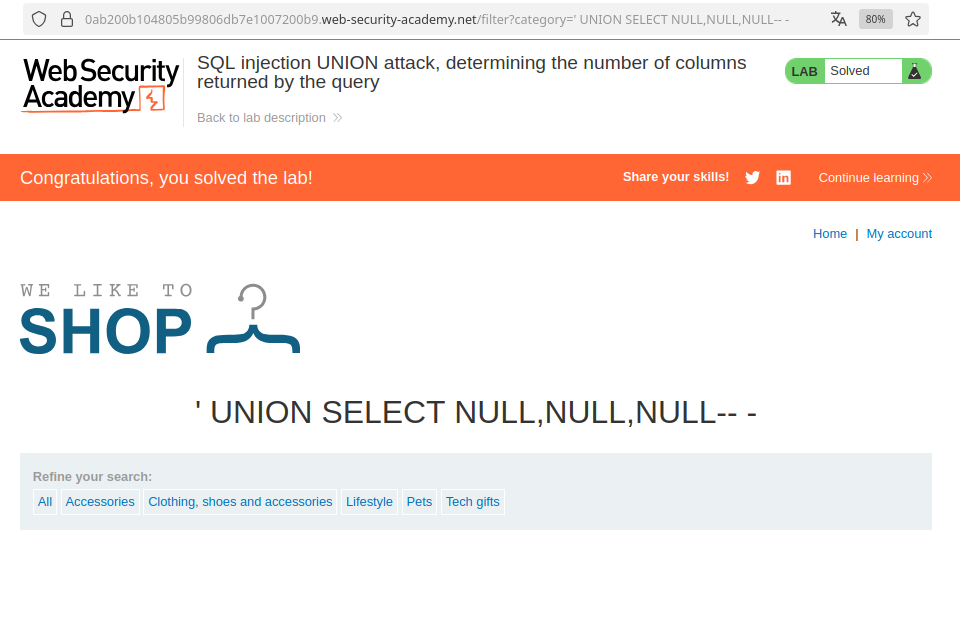 0ab200b104805b99806db7e1007200b9.web-security-academy.net/filter?category=' UNION SELECT NULL,NULL,NULL-- - 80%
Web Security
Academy
SQL injection UNION attack, determining the number of columns
returned by the query
Back to lab description
LAB Solved
Congratulations, you solved the lab!
Share your skills!
Continue learning
Home | My account
WE LIKE TO
SHOP
' UNION SELECT NULL,NULL,NULL-- -
Refine your search:
All Accessories Clothing, shoes and accessories Lifestyle Pets Tech gifts